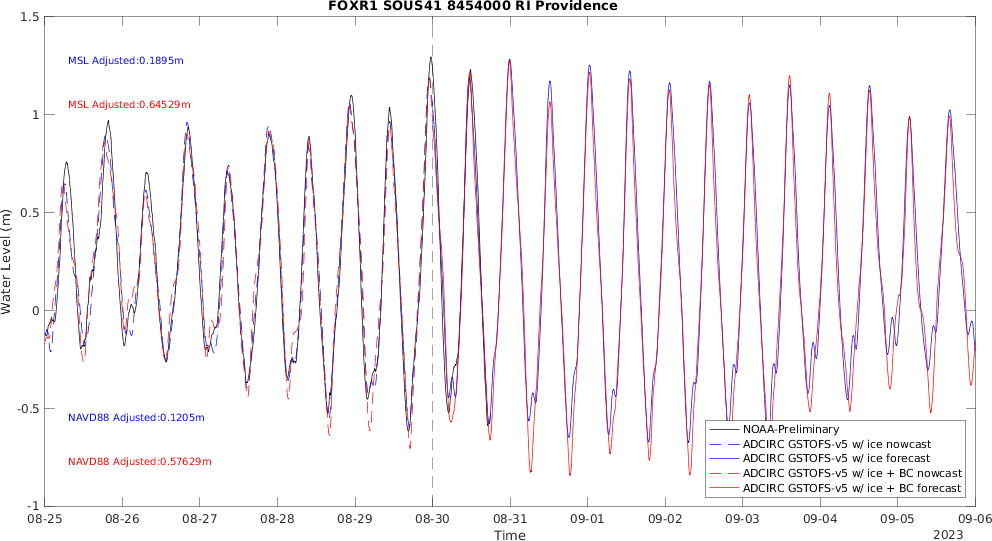 FOXR1 SOUS41 8454000 RI Providence
1.5
1
0.5
0
-0.5
-1
Water Level (m)
MSL Adjusted:0.1895m
MSL Adjusted:0.64529m
NAVD88 Adjusted:0.1205m
NAVD88 Adjusted:0.57629m
NOAA-Preliminary
ADCIRC GSTOFS-v5 w/ ice nowcast
ADCIRC GSTOFS-v5 w/ ice forecast
ADCIRC GSTOFS-v5 w/ ice + BC nowcast
ADCIRC GSTOFS-v5 w/ ice + BC forecast
08-25 08-26 08-27 08-28 08-29 08-30 08-31 09-01 09-02 09-03 09-04 09-05 09-06
Time
2023